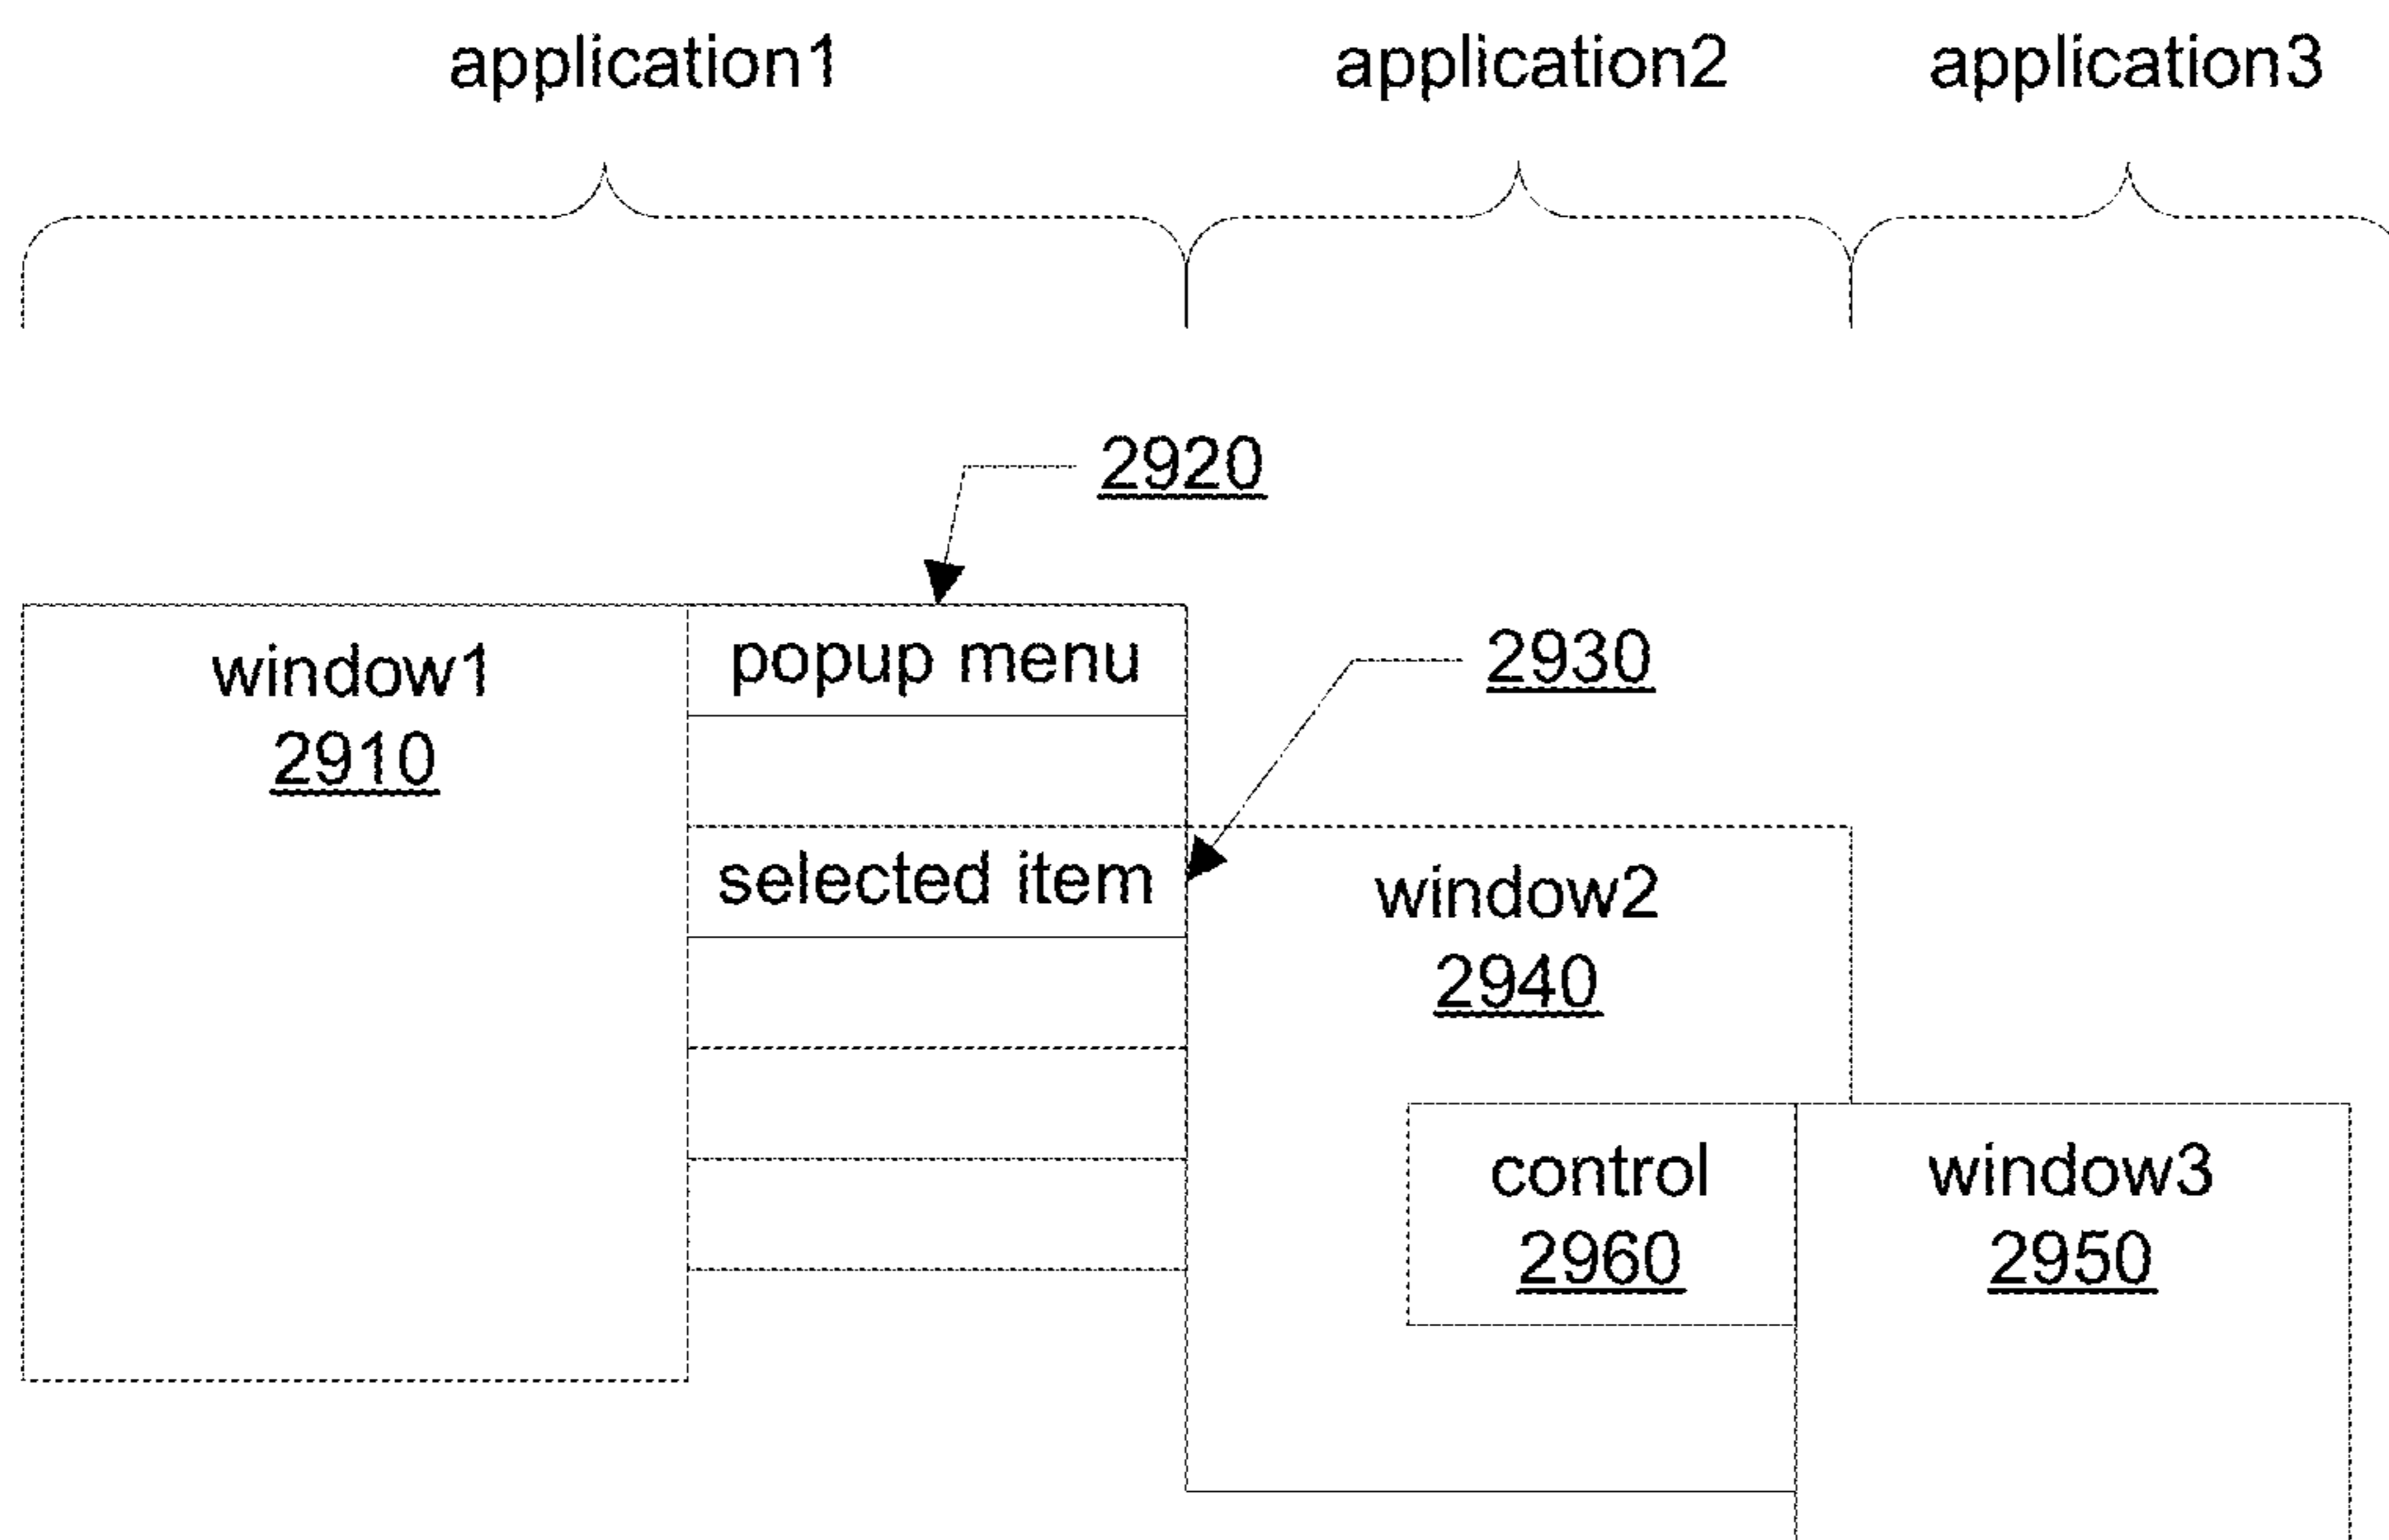 application1
application2
application3
2920
2930
window1
2910
popup menu
selected item
window2
2940
control
2960
window3
2950